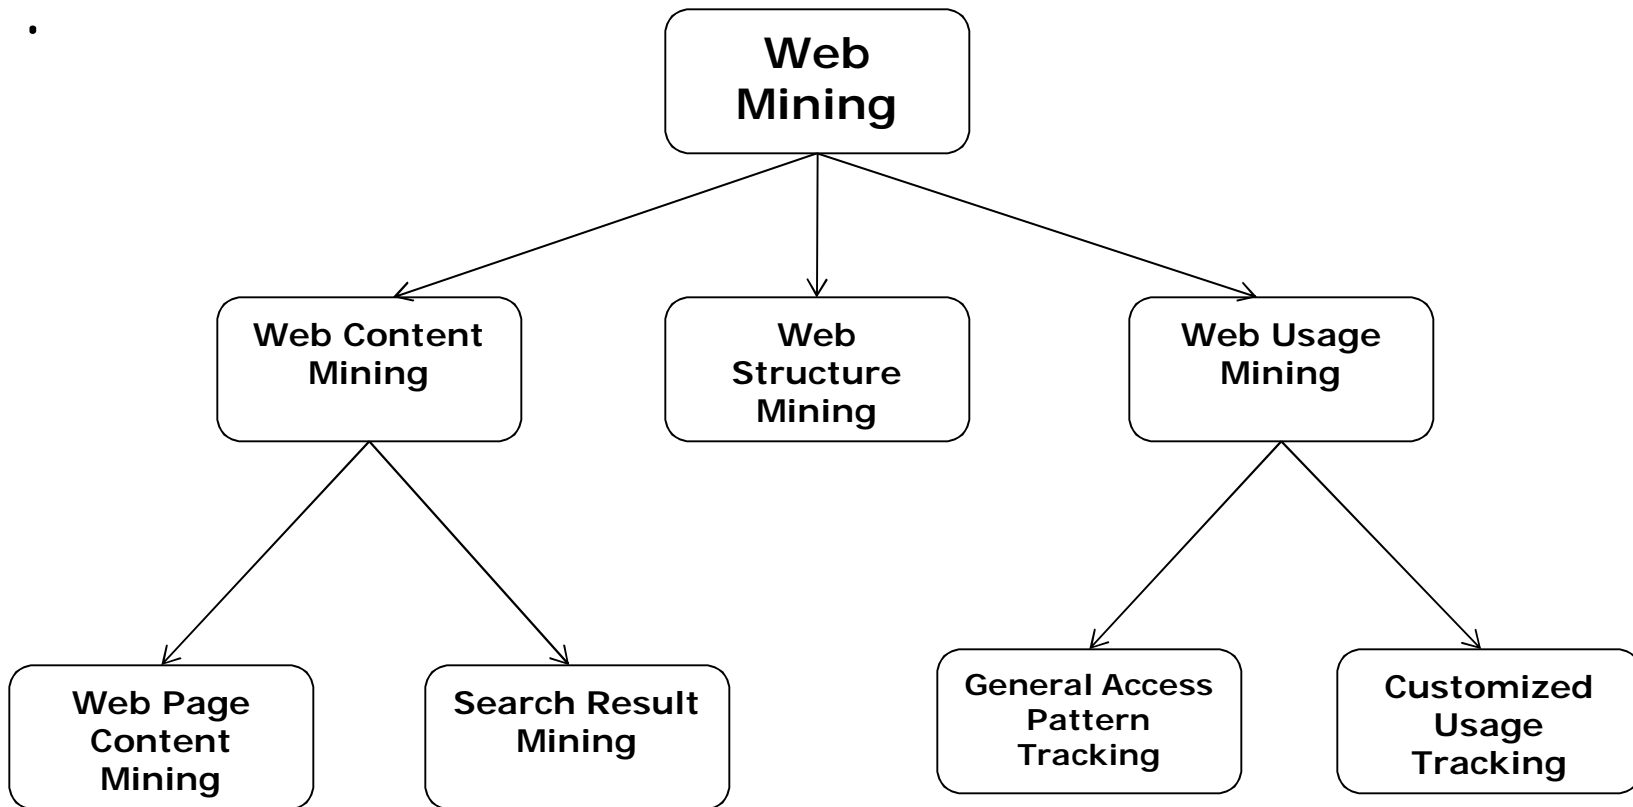 .
Web
Mining
Web Content
Mining
Web
Structure
Mining
Web Usage
Mining
Web Page
Content
Mining
Search Result
Mining
General Access
Pattern
Tracking
Customized
Usage
Tracking